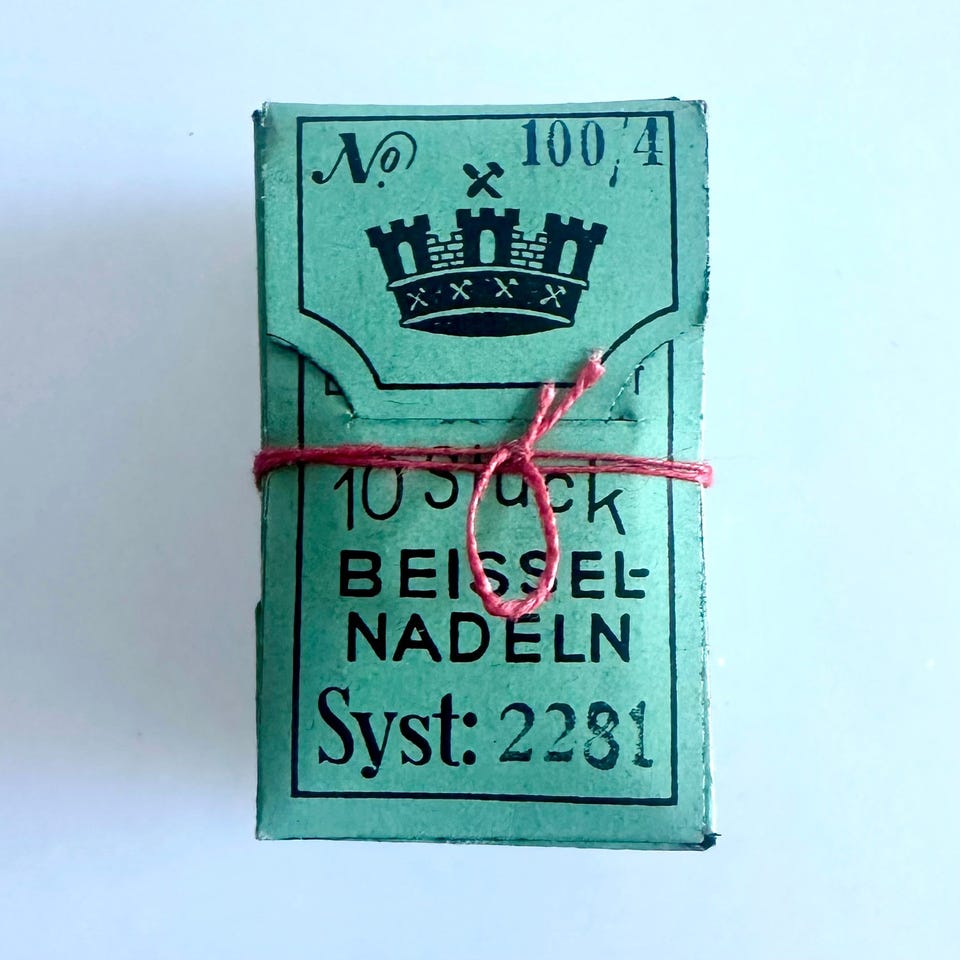 No 100,4
10 Stück
BEISSEL-
NADELN
Syst: 2281